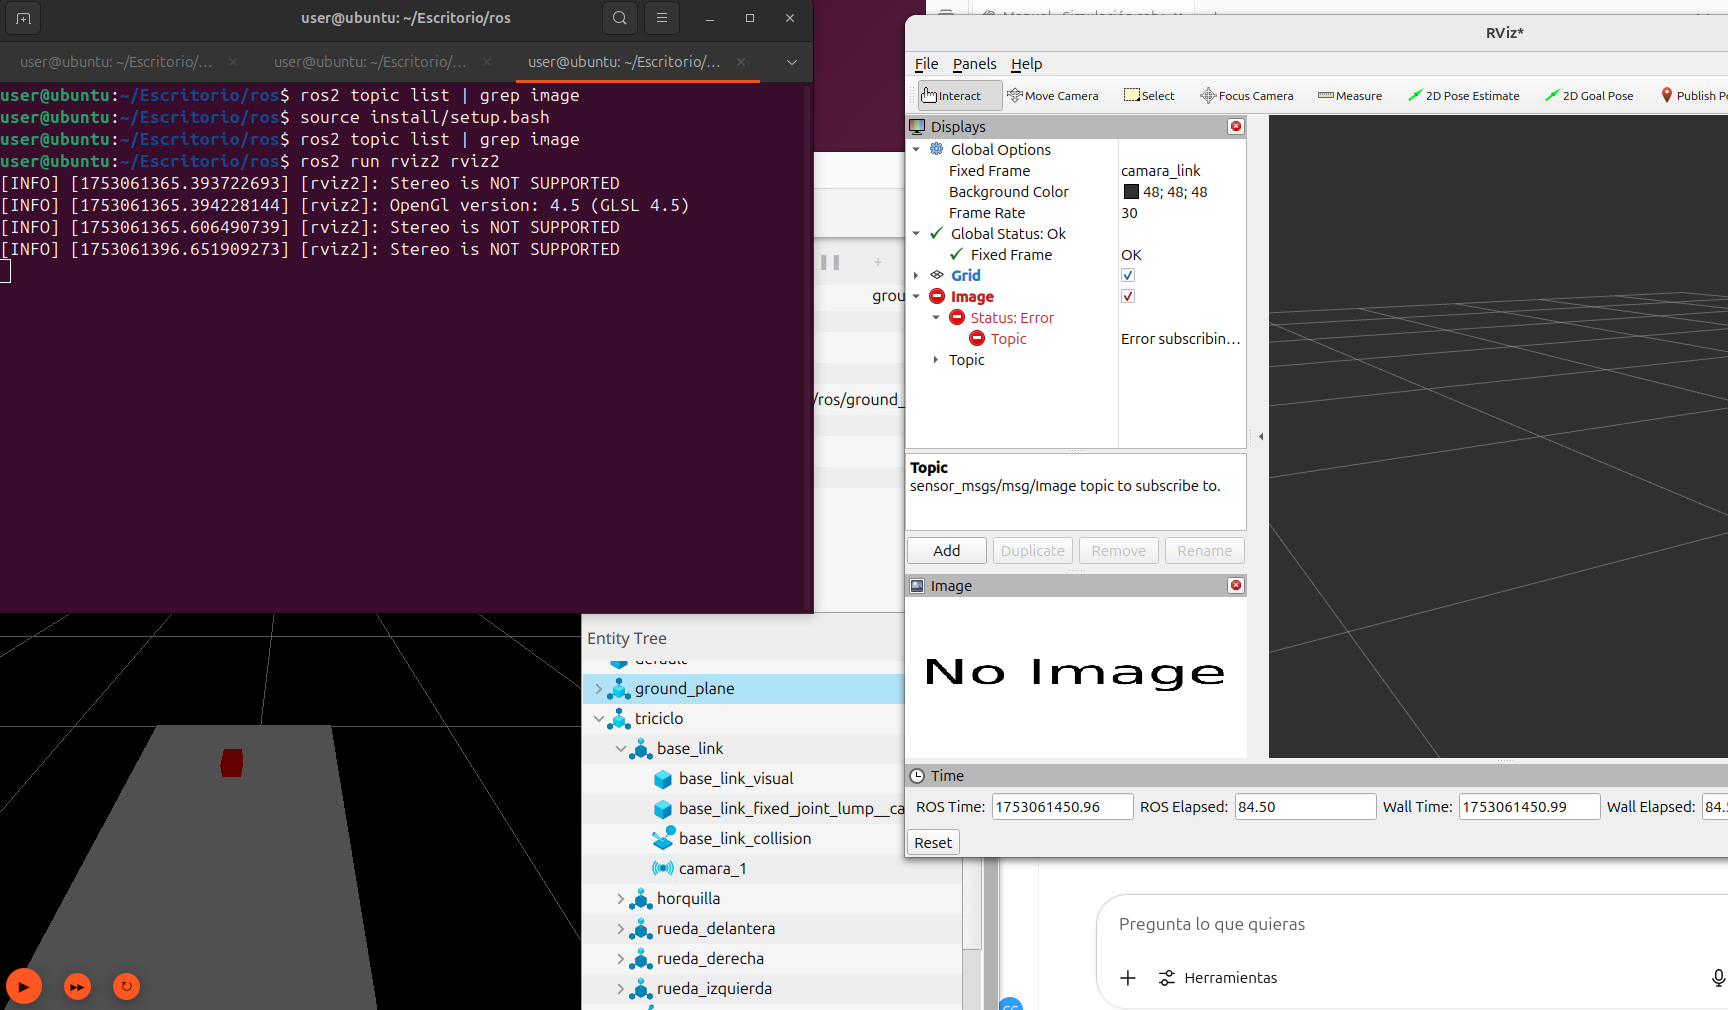 user@ubuntu: ~/Escritorio/ros
user@ubuntu: ~/Escritorio/...
user@ubuntu: ~/Escritorio/...
user@ubuntu: ~/Escritorio/...
user@ubuntu:~/Escritorio/ros$ ros2 topic list | grep image
user@ubuntu:~/Escritorio/ros$ source install/setup.bash
user@ubuntu:~/Escritorio/ros$ ros2 topic list | grep image
user@ubuntu:~/Escritorio/ros$ ros2 run rviz2 rviz2
[INFO] [1753061365.393722693] [rviz2]: Stereo is NOT SUPPORTED
[INFO] [1753061365.394228144] [rviz2]: OpenGl version: 4.5 (GLSL 4.5)
[INFO] [1753061365.606490739] [rviz2]: Stereo is NOT SUPPORTED
[INFO] [1753061396.651909273] [rviz2]: Stereo is NOT SUPPORTED
grou
/ros/ground_
RViz*
File Panels Help
Interact Move Camera Select Focus Camera Measure 2D Pose Estimate 2D Goal Pose Publish Po
Displays
Global Options
Fixed Frame camara_link
Background Color 48; 48; 48
Frame Rate 30
Global Status: Ok
Fixed Frame OK
Grid
Image
Status: Error
Topic Error subscribin...
Topic
Topic
sensor_msgs/msg/Image topic to subscribe to.
Add Duplicate Remove Rename
Image
No Image
Time
ROS Time: 1753061450.96 ROS Elapsed: 84.50 Wall Time: 1753061450.99 Wall Elapsed: 84.5
Reset
Entity Tree
default
ground_plane
triciclo
base_link
base_link_visual
base_link_fixed_joint_lump__ca
base_link_collision
camara_1
horquilla
rueda_delantera
rueda_derecha
rueda_izquierda
Pregunta lo que quieras
Herramientas